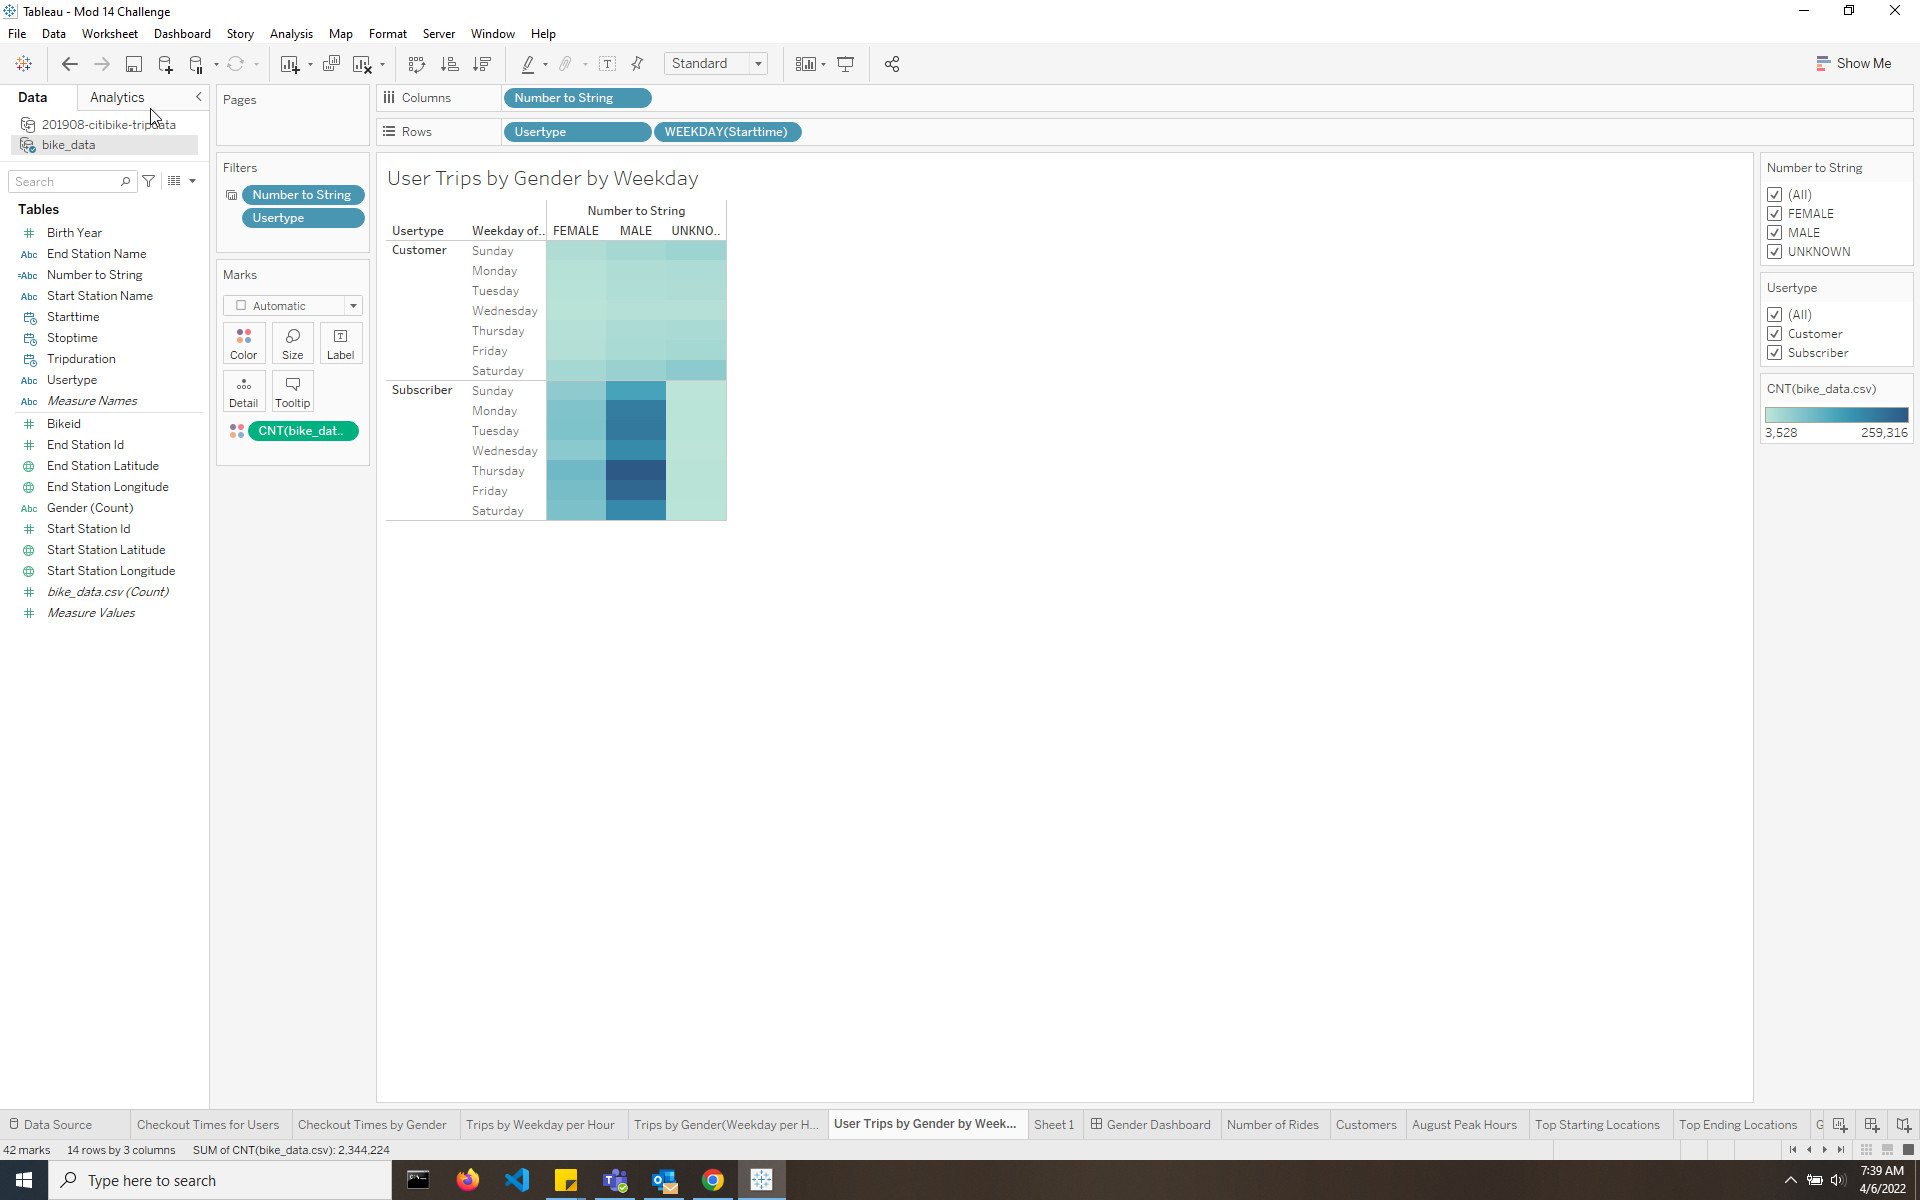 Tableau - Mod 14 Challenge
File Data Worksheet Dashboard Story Analysis Map Format Server Window Help
Standard
Show Me
Data Analytics
201908-citibike-tripdata
bike_data
Search
Tables
Birth Year
Abc End Station Name
=Abc Number to String
Abc Start Station Name
Starttime
Stoptime
Tripduration
Abc Usertype
Abc Measure Names
Bikeid
End Station Id
End Station Latitude
End Station Longitude
Abc Gender (Count)
Start Station Id
Start Station Latitude
Start Station Longitude
bike_data.csv (Count)
Measure Values
Pages
Filters
Number to String
Usertype
Marks
Automatic
Color Size Label
Detail Tooltip
CNT(bike_dat..
Columns Number to String
Rows Usertype WEEKDAY(Starttime)
User Trips by Gender by Weekday
Number to String
Usertype Weekday of.. FEMALE MALE UNKNO..
Customer Sunday
Monday
Tuesday
Wednesday
Thursday
Friday
Saturday
Subscriber Sunday
Monday
Tuesday
Wednesday
Thursday
Friday
Saturday
Number to String
(All)
FEMALE
MALE
UNKNOWN
Usertype
(All)
Customer
Subscriber
CNT(bike_data.csv)
3,528 259,316
Data Source Checkout Times for Users Checkout Times by Gender Trips by Weekday per Hour Trips by Gender(Weekday per H... User Trips by Gender by Week... Sheet 1 Gender Dashboard Number of Rides Customers August Peak Hours Top Starting Locations Top Ending Locations G
42 marks 14 rows by 3 columns SUM of CNT(bike_data.csv): 2,344,224
Type here to search
7:39 AM
4/6/2022